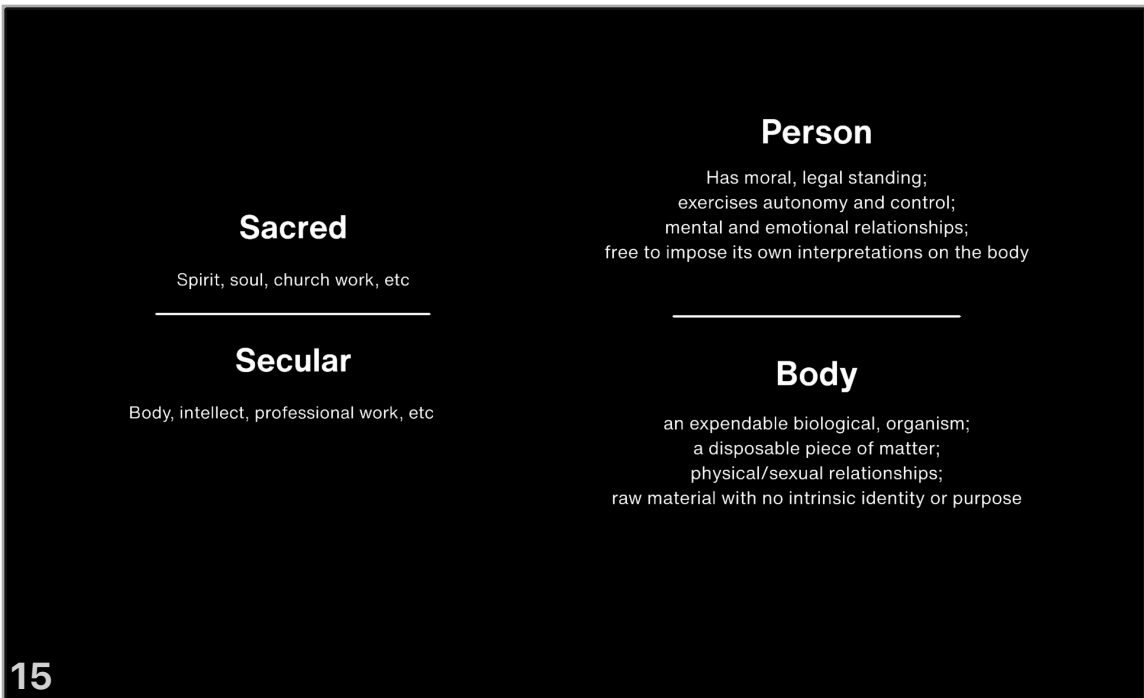 Sacred
Spirit, soul, church work, etc
Secular
Body, intellect, professional work, etc
Person
Has moral, legal standing;
exercises autonomy and control;
mental and emotional relationships;
free to impose its own interpretations on the body
Body
an expendable biological, organism;
a disposable piece of matter;
physical/sexual relationships;
raw material with no intrinsic identity or purpose
15